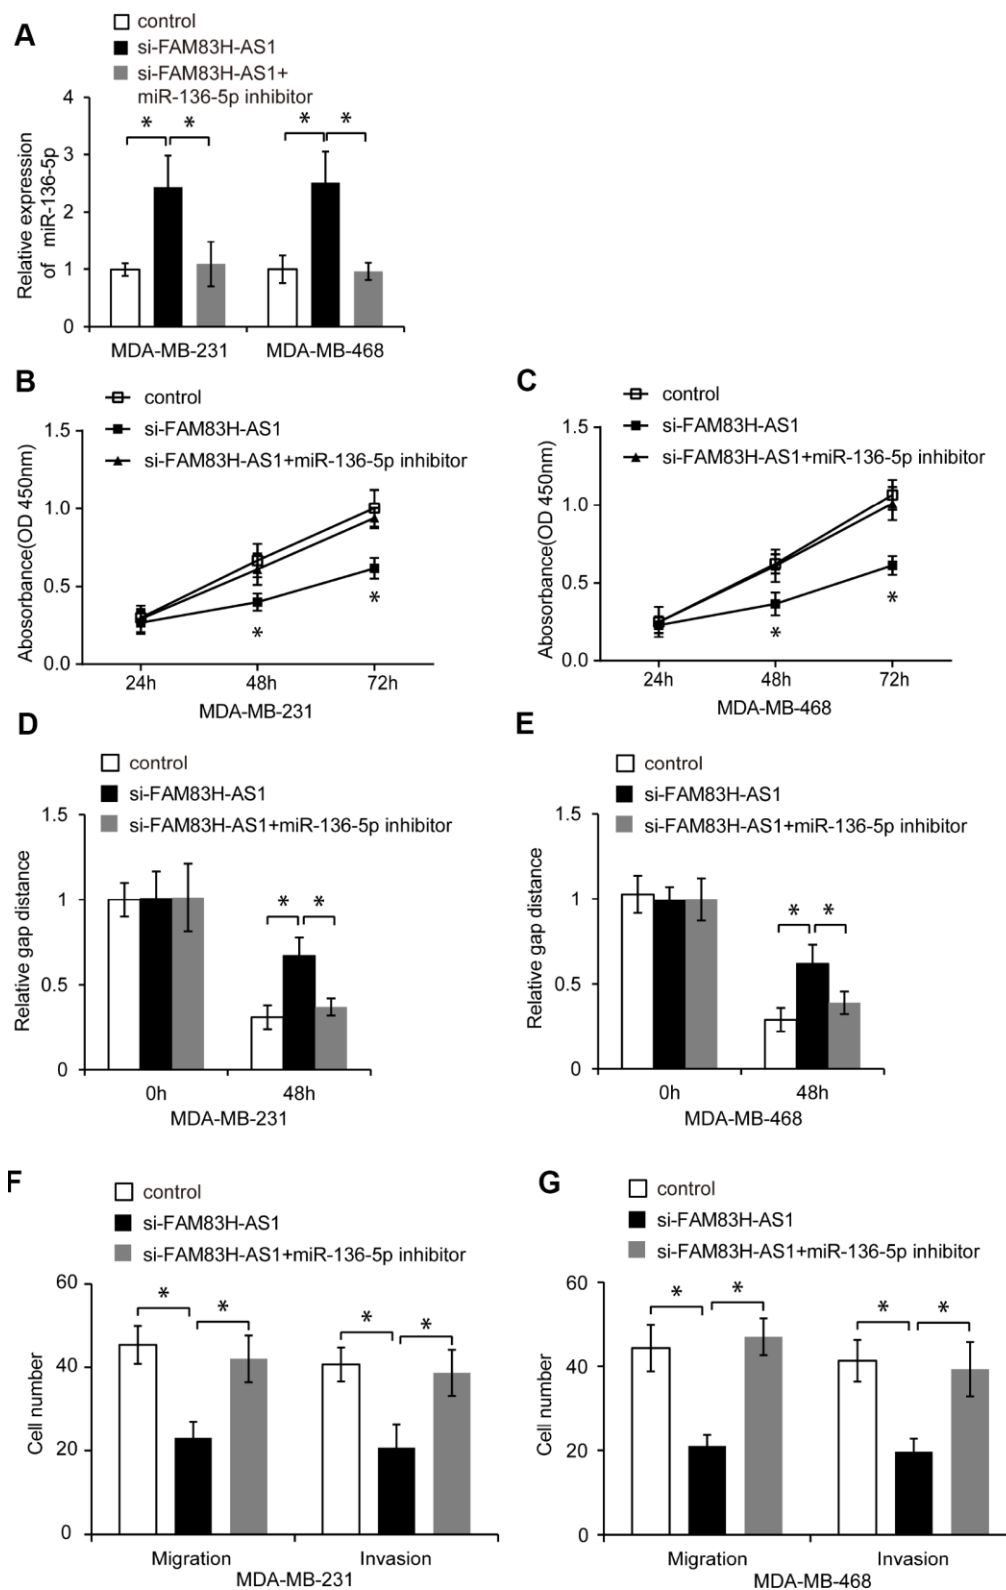 A
control
si-FAM83H-AS1
si-FAM83H-AS1+
miR-136-5p inhibitor
Relative expression
of miR-136-5p
4
3
2
1
0
* * * *
MDA-MB-231 MDA-MB-468
B
control
si-FAM83H-AS1
si-FAM83H-AS1+miR-136-5p inhibitor
Abosorbance(OD 450nm)
1.5
1.0
0.5
0.0
* *
24h 48h 72h
MDA-MB-231
C
control
si-FAM83H-AS1
si-FAM83H-AS1+miR-136-5p inhibitor
Abosorbance(OD 450nm)
1.5
1.0
0.5
0.0
* *
24h 48h 72h
MDA-MB-468
D
control
si-FAM83H-AS1
si-FAM83H-AS1+miR-136-5p inhibitor
Relative gap distance
1.5
1
0.5
0
* *
0h 48h
MDA-MB-231
E
control
si-FAM83H-AS1
si-FAM83H-AS1+miR-136-5p inhibitor
Relative gap distance
1.5
1
0.5
0
* *
0h 48h
MDA-MB-468
F
control
si-FAM83H-AS1
si-FAM83H-AS1+miR-136-5p inhibitor
Cell number
60
40
20
0
* * * *
Migration Invasion
MDA-MB-231
G
control
si-FAM83H-AS1
si-FAM83H-AS1+miR-136-5p inhibitor
Cell number
60
40
20
0
* * * *
Migration Invasion
MDA-MB-468